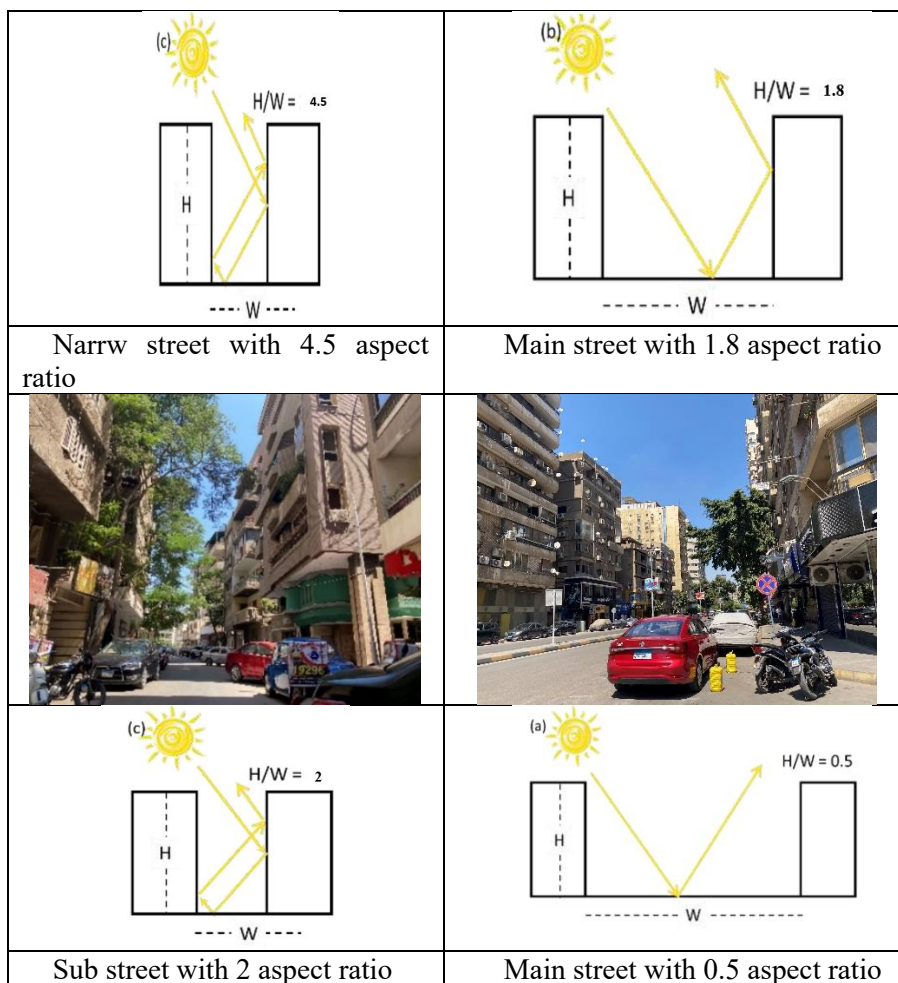 (c)
H/W = 4.5
H
W
(b)
H/W = 1.8
H
W
Narrw street with 4.5 aspect
ratio
Main street with 1.8 aspect ratio
19296
(c)
H/W = 2
H
W
(a)
H/W = 0.5
H
W
Sub street with 2 aspect ratio
Main street with 0.5 aspect ratio